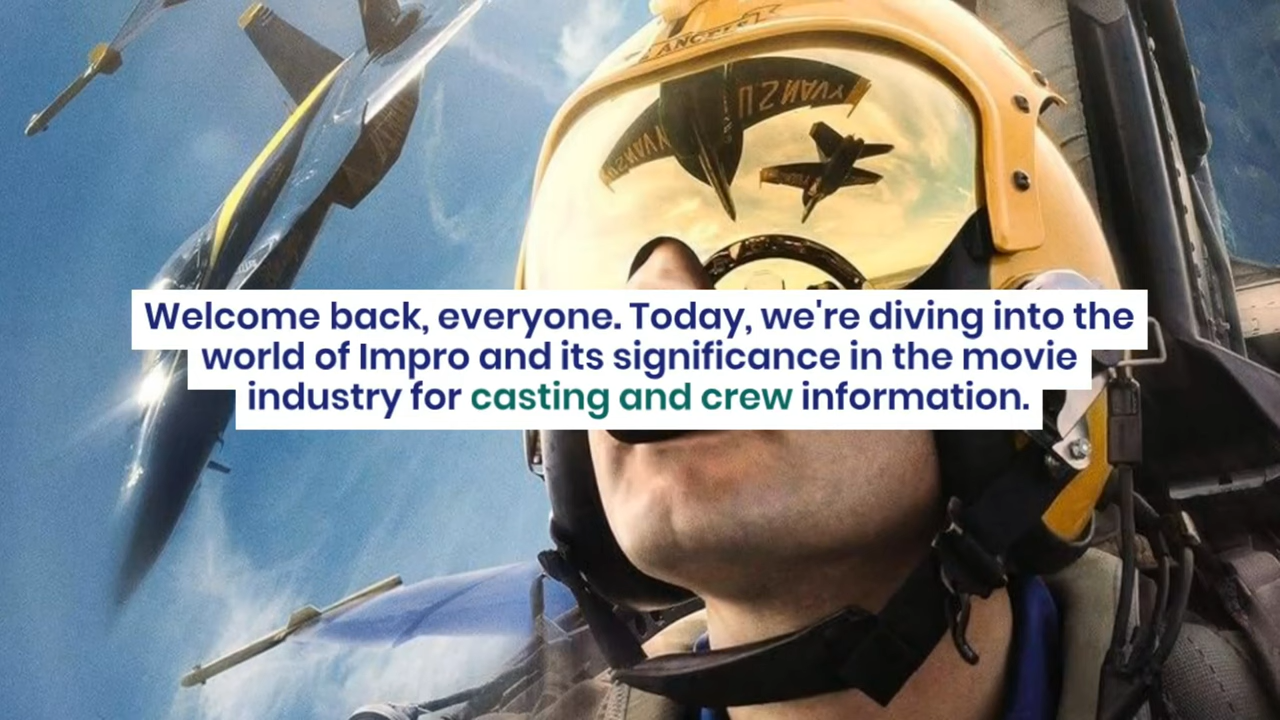 Welcome back, everyone. Today, we're diving into the
world of Impro and its significance in the movie
industry for casting and crew information.